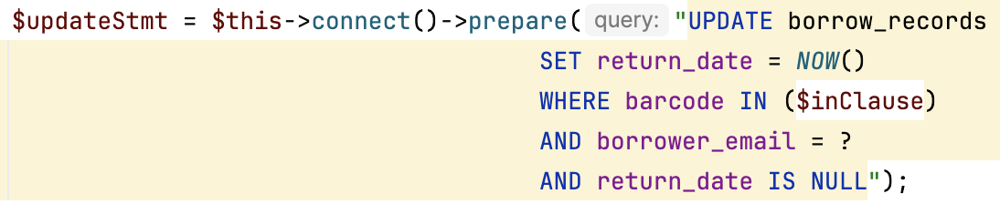 $updateStmt = $this->connect()->prepare( query: "UPDATE borrow_records
SET return_date = NOW()
WHERE barcode IN ($inClause)
AND borrower_email = ?
AND return_date IS NULL");